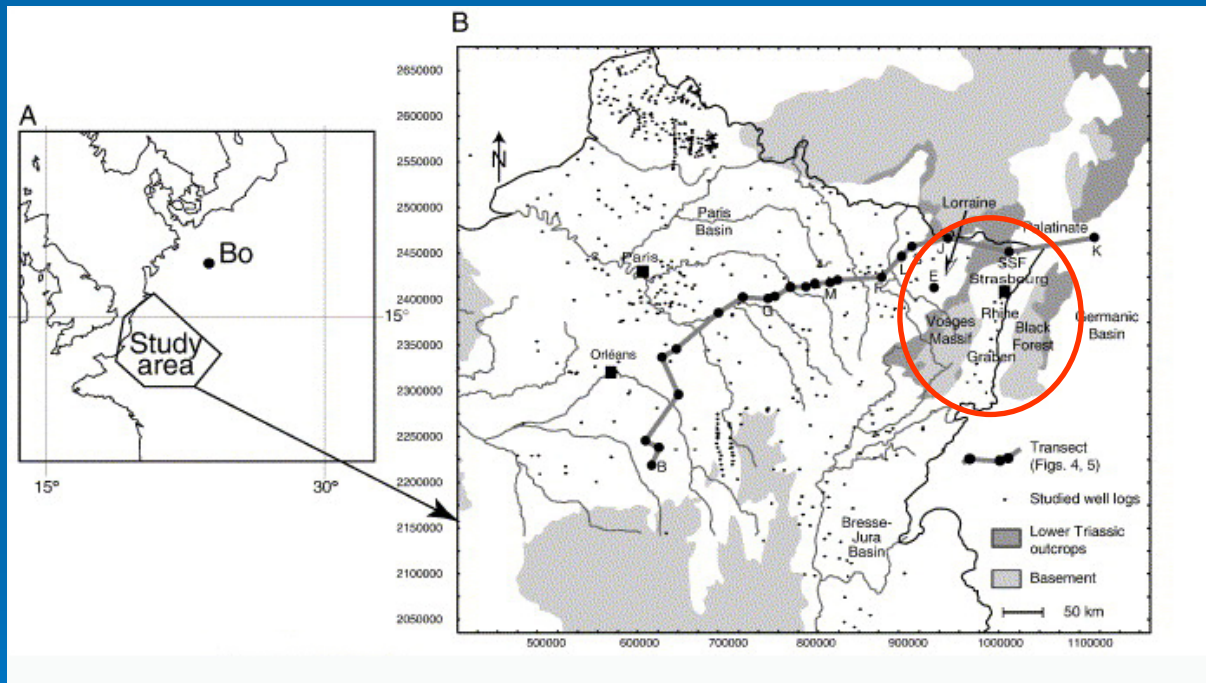 A
Bo
15°
Study
area
15°
30°
B
2650000
2600000
2550000
2500000
2450000
2400000
2350000
2300000
2250000
2200000
2150000
2100000
2050000
N
Paris
Basin
Paris
Orléans
Lorraine
Palatinate
J
K
L
SSF
E
Strasbourg
M
G
Rhine
Graben
Vosges
Massif
Black
Forest
Germanic
Basin
B
Bresse-
Jura
Basin
Transect
(Figs. 4, 5)
Studied well logs
Lower Triassic
outcrops
Basement
50 km
500000
600000
700000
800000
900000
1000000
1100000